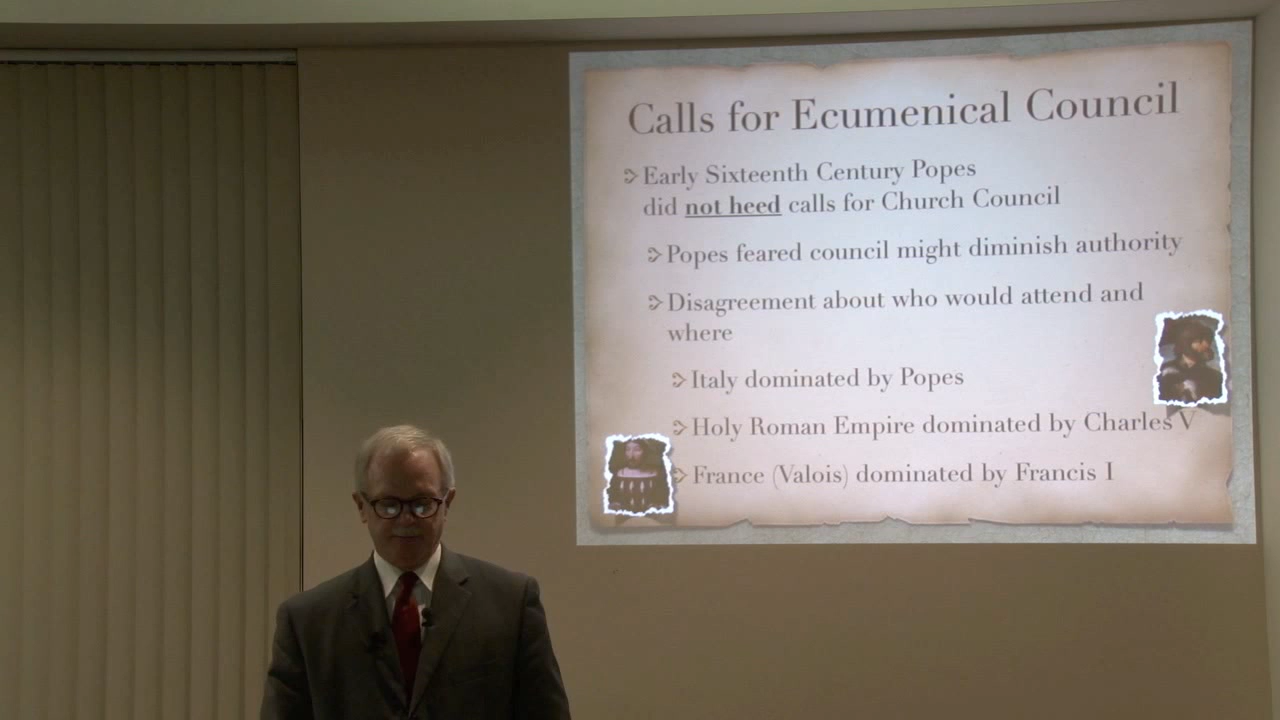 Calls for Ecumenical Council
Early Sixteenth Century Popes
did not heed calls for Church Council
Popes feared council might diminish authority
Disagreement about who would attend and
where
Italy dominated by Popes
Holy Roman Empire dominated by Charles V
France (Valois) dominated by Francis I